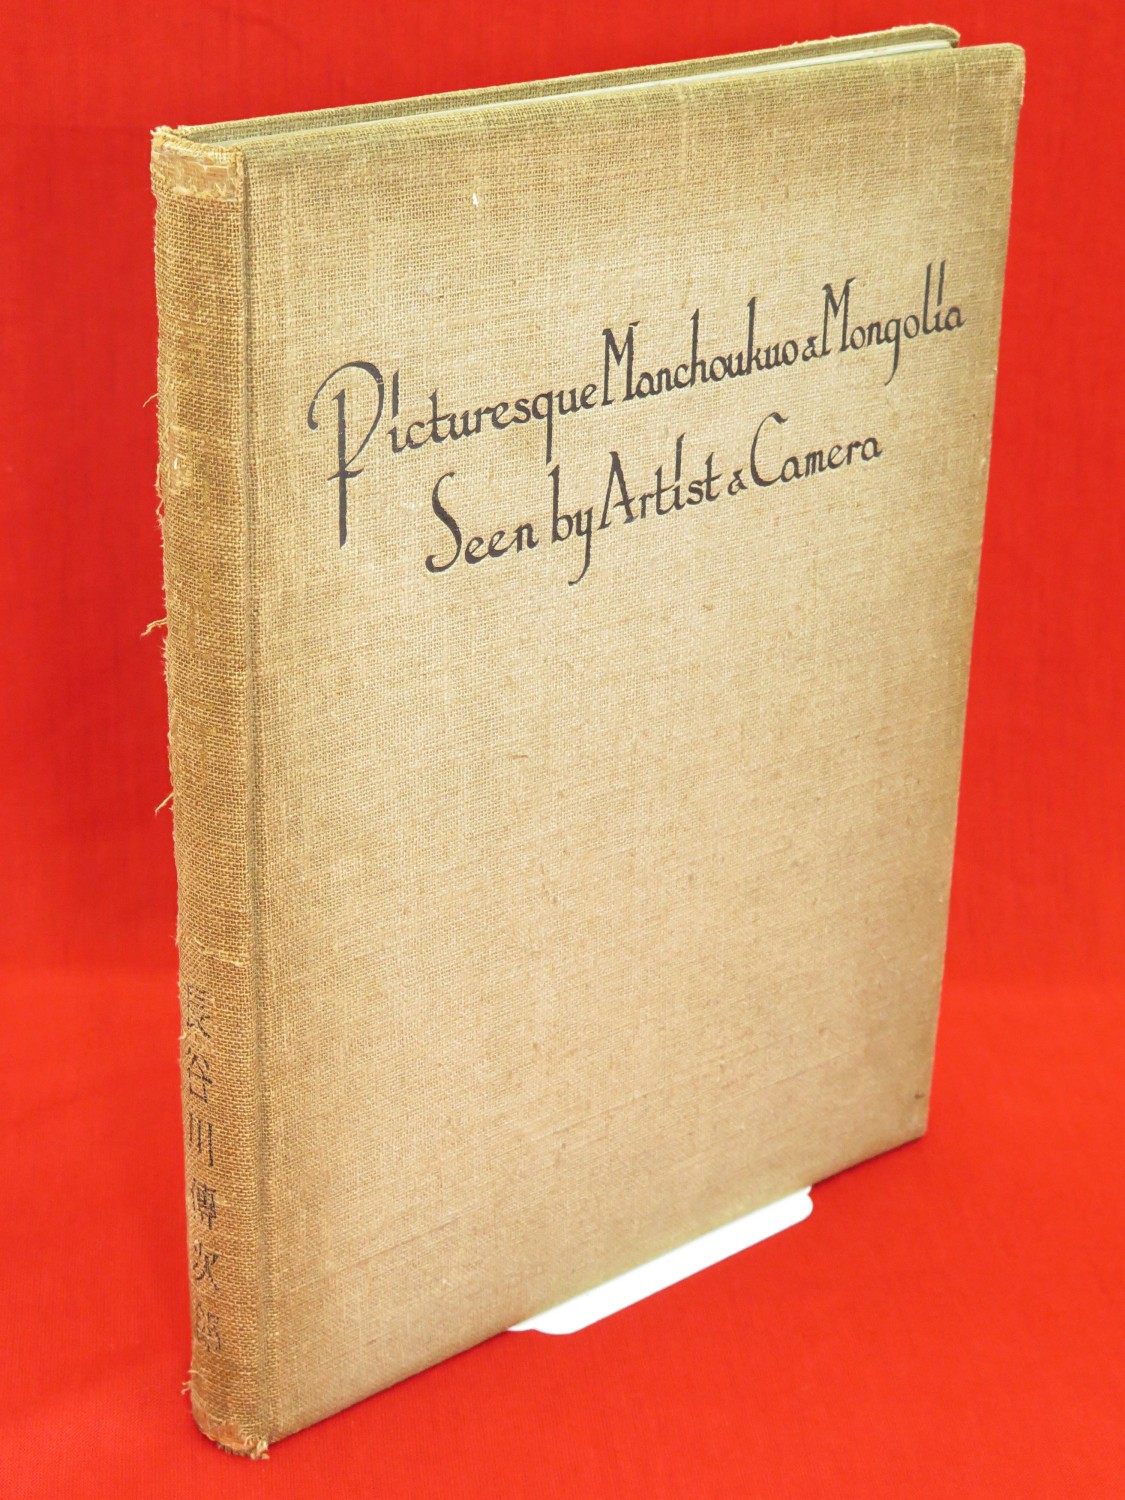 Picturesque Manchoukuo & Mongolia
Seen by Artist & Camera
長谷川傳次郎